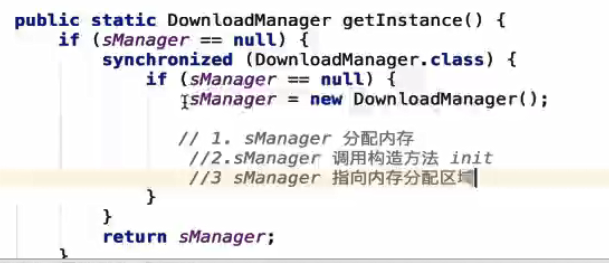 public static DownloadManager getInstance() {
if (sManager == null) {
synchronized (DownloadManager.class) {
if (sManager == null) {
sManager = new DownloadManager();
// 1. sManager 分配内存
//2.sManager 调用构造方法 init
//3 sManager 指向内存分配区域
}
}
return sManager;
}